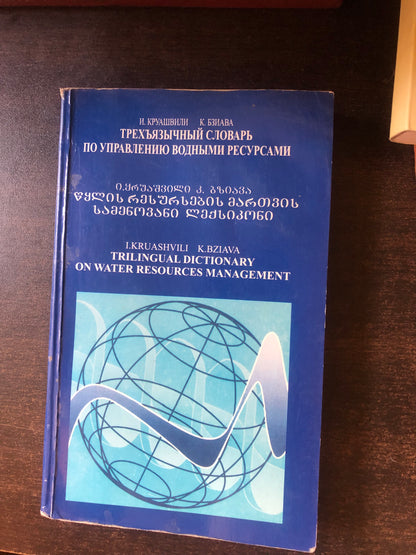 И. КРУАШВИЛИ К. БЗИАВА
ТРЕХЪЯЗЫЧНЫЙ СЛОВАРЬ
ПО УПРАВЛЕНИЮ ВОДНЫМИ РЕСУРСАМИ
ი.ყრუაშვილი კ. ბზიავა
წყლის რესურსების მართვის
სამენოვანი ლექსიკონი
I.KRUASHVILI K.BZIAVA
TRILINGUAL DICTIONARY
ON WATER RESOURCES MANAGEMENT